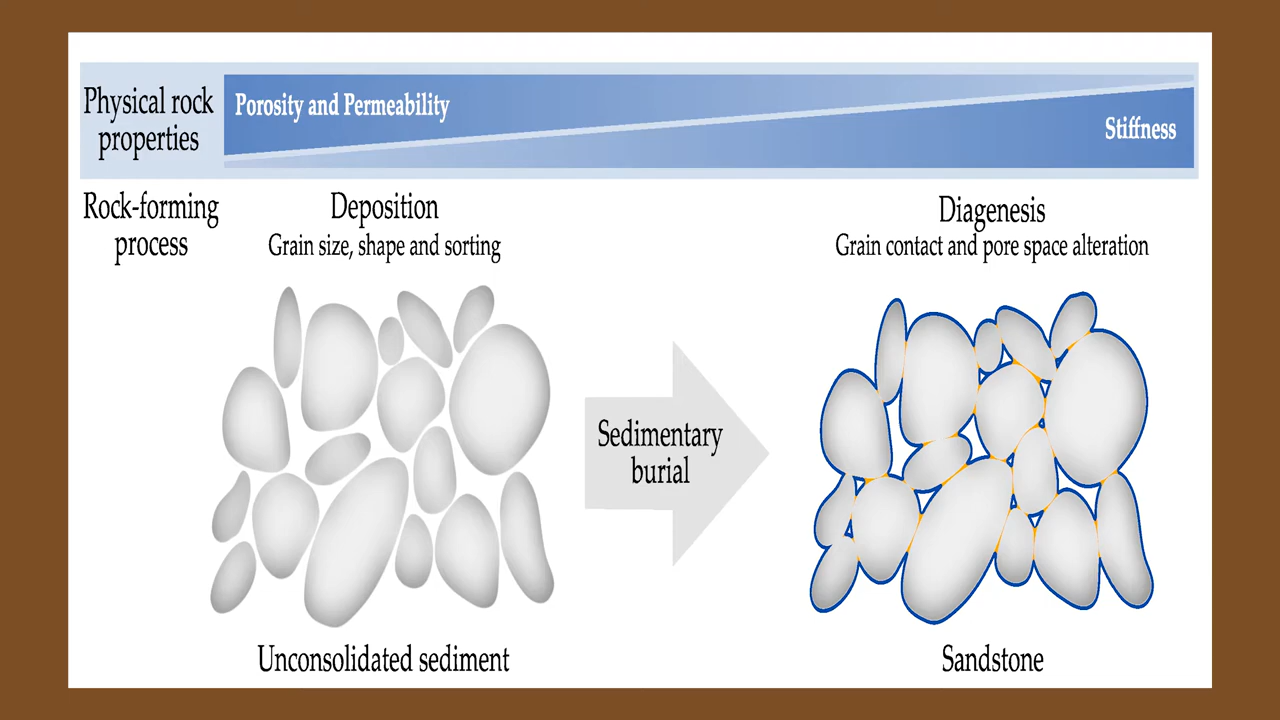 Physical rock
properties
Porosity and Permeability
Stiffness
Rock-forming
process
Deposition
Grain size, shape and sorting
Diagenesis
Grain contact and pore space alteration
Sedimentary
burial
Unconsolidated sediment
Sandstone